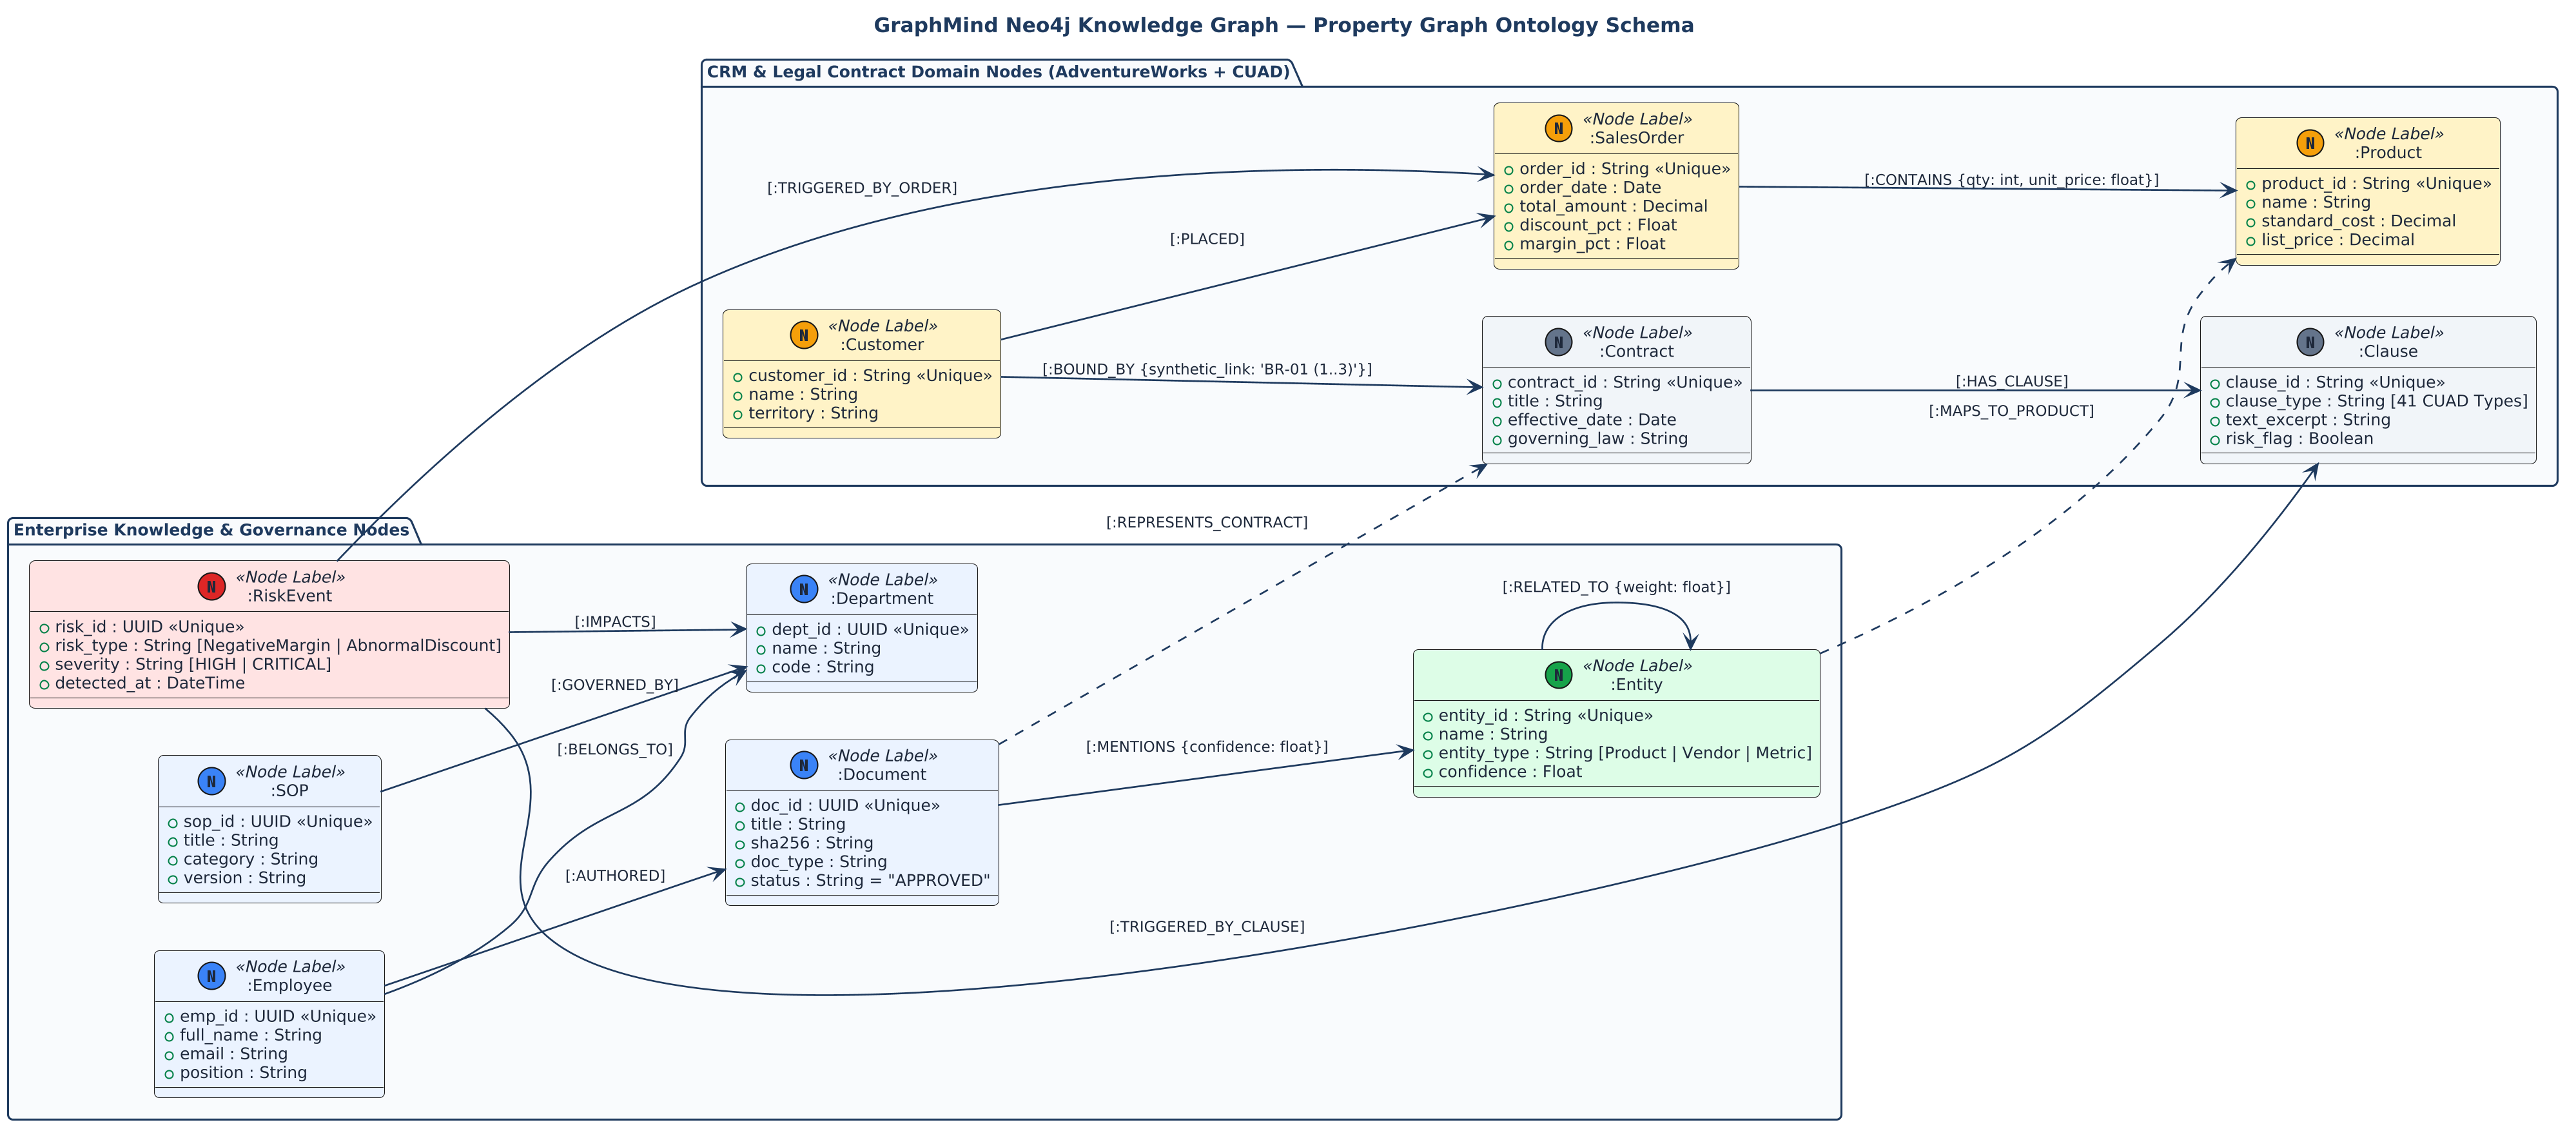 GraphMind Neo4j Knowledge Graph — Property Graph Ontology Schema
CRM & Legal Contract Domain Nodes (AdventureWorks + CUAD)
N
«Node Label»
:SalesOrder
order_id : String «Unique»
order_date : Date
total_amount : Decimal
discount_pct : Float
margin_pct : Float
[:CONTAINS {qty: int, unit_price: float}]
N
«Node Label»
:Product
product_id : String «Unique»
name : String
standard_cost : Decimal
list_price : Decimal
[:TRIGGERED_BY_ORDER]
[:PLACED]
N
«Node Label»
:Customer
customer_id : String «Unique»
name : String
territory : String
[:BOUND_BY {synthetic_link: 'BR-01 (1..3)'}]
N
«Node Label»
:Contract
contract_id : String «Unique»
title : String
effective_date : Date
governing_law : String
[:HAS_CLAUSE]
[:MAPS_TO_PRODUCT]
N
«Node Label»
:Clause
clause_id : String «Unique»
clause_type : String [41 CUAD Types]
text_excerpt : String
risk_flag : Boolean
[:REPRESENTS_CONTRACT]
Enterprise Knowledge & Governance Nodes
N
«Node Label»
:RiskEvent
risk_id : UUID «Unique»
risk_type : String [NegativeMargin | AbnormalDiscount]
severity : String [HIGH | CRITICAL]
detected_at : DateTime
[:IMPACTS]
N
«Node Label»
:Department
dept_id : UUID «Unique»
name : String
code : String
[:GOVERNED_BY]
[:BELONGS_TO]
[:RELATED_TO {weight: float}]
N
«Node Label»
:Entity
entity_id : String «Unique»
name : String
entity_type : String [Product | Vendor | Metric]
confidence : Float
N
«Node Label»
:SOP
sop_id : UUID «Unique»
title : String
category : String
version : String
N
«Node Label»
:Document
doc_id : UUID «Unique»
title : String
sha256 : String
doc_type : String
status : String = "APPROVED"
[:MENTIONS {confidence: float}]
[:AUTHORED]
[:TRIGGERED_BY_CLAUSE]
N
«Node Label»
:Employee
emp_id : UUID «Unique»
full_name : String
email : String
position : String